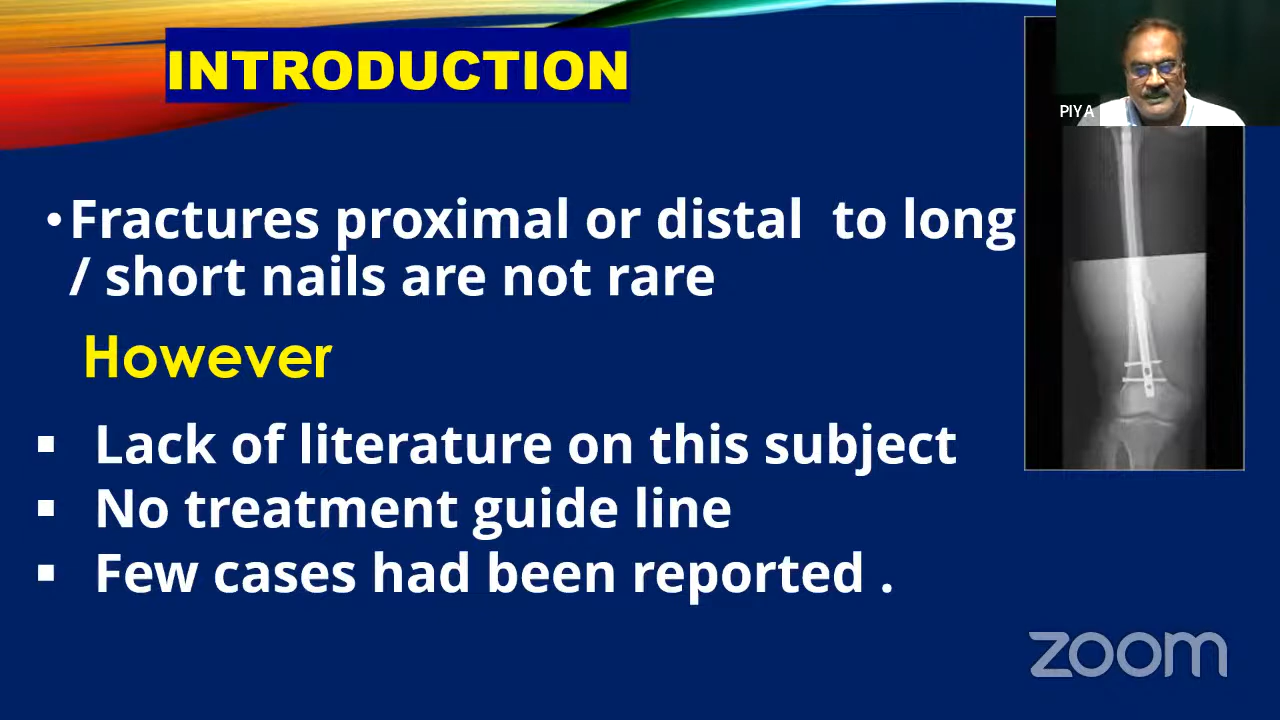 INTRODUCTION
PIYA
• Fractures proximal or distal to long
/ short nails are not rare
However
▪ Lack of literature on this subject
▪ No treatment guide line
▪ Few cases had been reported .
zoom